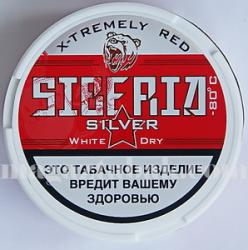 X-TREMELY RED
SIBERIA
-80°C
SILVER
WHITE DRY
ЭТО ТАБАЧНОЕ ИЗДЕЛИЕ
ВРЕДИТ ВАШЕМУ
ЗДОРОВЬЮ